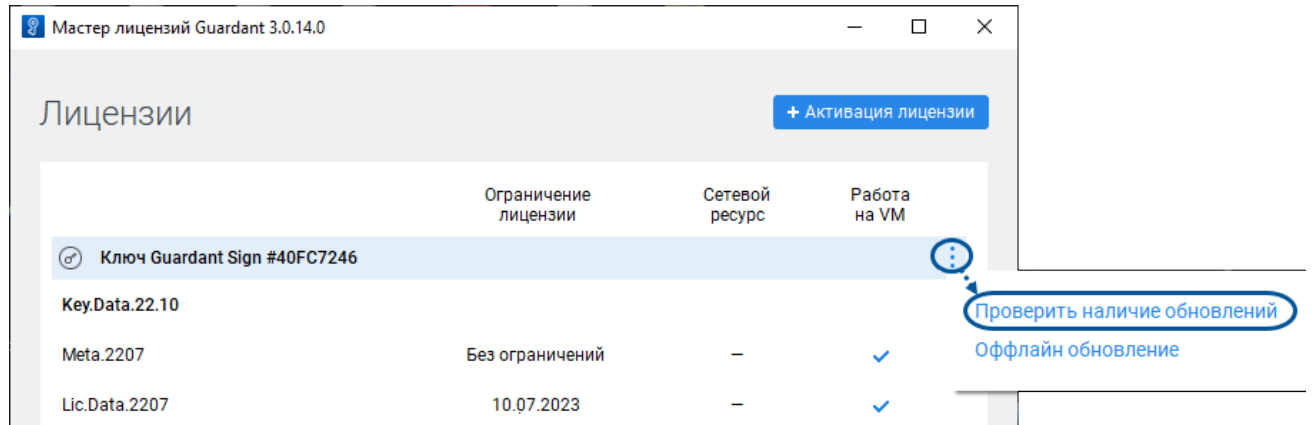 Мастер лицензий Guardant 3.0.14.0
Лицензии
+ Активация лицензии
Ограничение лицензии
Сетевой ресурс
Работа на VM
Ключ Guardant Sign #40FC7246
Key.Data.22.10
Проверить наличие обновлений
Meta.2207 Без ограничений –
Оффлайн обновление
Lic.Data.2207 10.07.2023 –